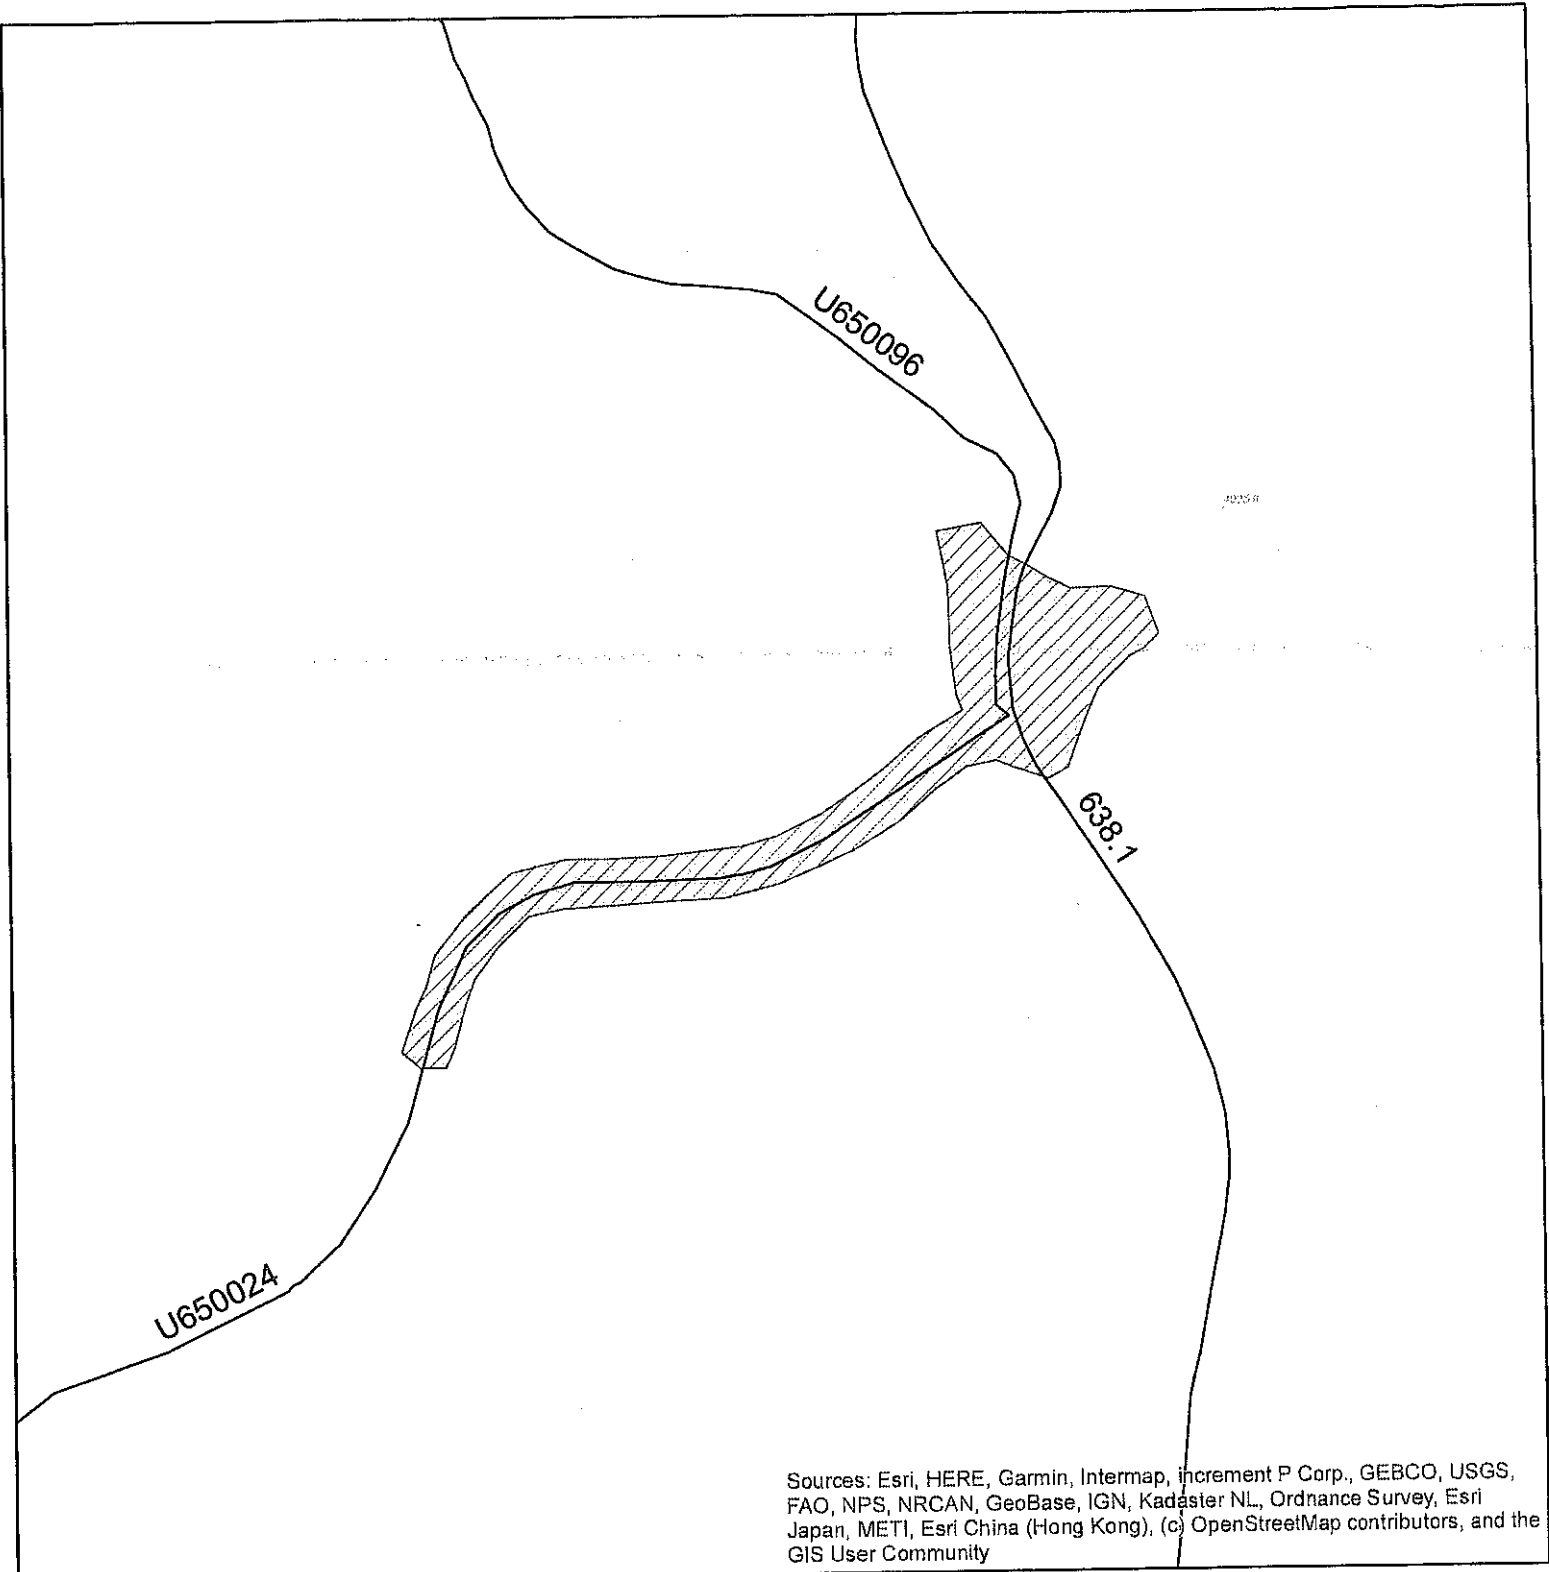 U650096
638.1
U650024
Sources: Esri, HERE, Garmin, Intermap, increment P Corp., GEBCO, USGS,
FAO, NPS, NRCAN, GeoBase, IGN, Kadaster NL, Ordnance Survey, Esri
Japan, METI, Esri China (Hong Kong), (c) OpenStreetMap contributors, and the
GIS User Community